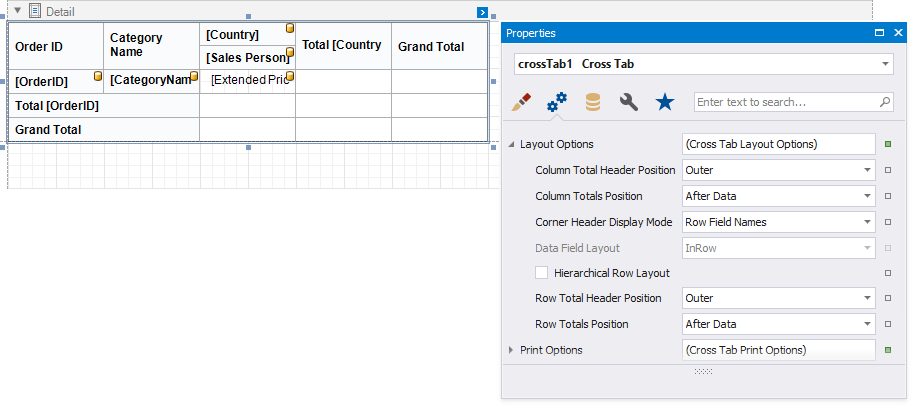 Detail
Order ID
Category
Name
[Country]
[Sales Person]
Total [Country
Grand Total
[OrderID]
[CategoryNam
[Extended Pric
Total [OrderID]
Grand Total
Properties
crossTab1 Cross Tab
Enter text to search...
Layout Options (Cross Tab Layout Options)
Column Total Header Position Outer
Column Totals Position After Data
Corner Header Display Mode Row Field Names
Data Field Layout InRow
Hierarchical Row Layout
Row Total Header Position Outer
Row Totals Position After Data
Print Options (Cross Tab Print Options)